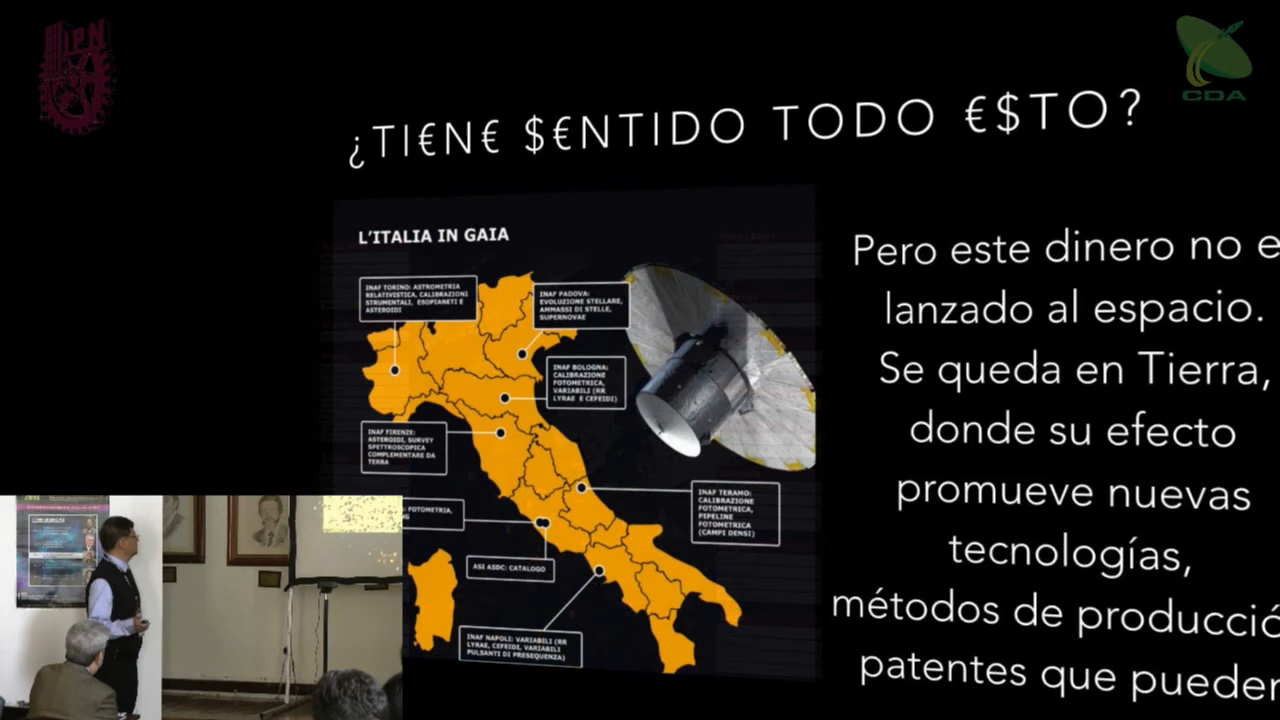 IPN
CDA
¿TI€N€ $€NTIDO TODO €$TO?
L'ITALIA IN GAIA
INAF TORINO: ASTROMETRIA
RELATIVISTICA, CALIBRAZIONI
STRUMENTALI, ESOPIANETI E
ASTEROIDI
INAF PADOVA:
EVOLUZIONE STELLARE,
AMMASSI DI STELLE,
SUPERNOVAE
INAF BOLOGNA:
CALIBRAZIONE
FOTOMETRICA,
VARIABILI (RR
LYRAE E CEFEIDI)
INAF FIRENZE:
ASTEROIDI, SURVEY
SPETTROSCOPICA
COMPLEMENTARE DA
TERRA
: FOTOMETRIA,
INAF TERAMO:
CALIBRAZIONE
FOTOMETRICA,
PIPELINE
FOTOMETRICA
(CAMPI DENSI)
ASI ASDC: CATALOGO
INAF NAPOLI: VARIABILI (RR
LYRAE, CEFEIDI, VARIABILI
PULSANTI DI PRESEQUENZA)
Pero este dinero no e
lanzado al espacio.
Se queda en Tierra,
donde su efecto
promueve nuevas
tecnologías,
métodos de producció
patentes que pueden